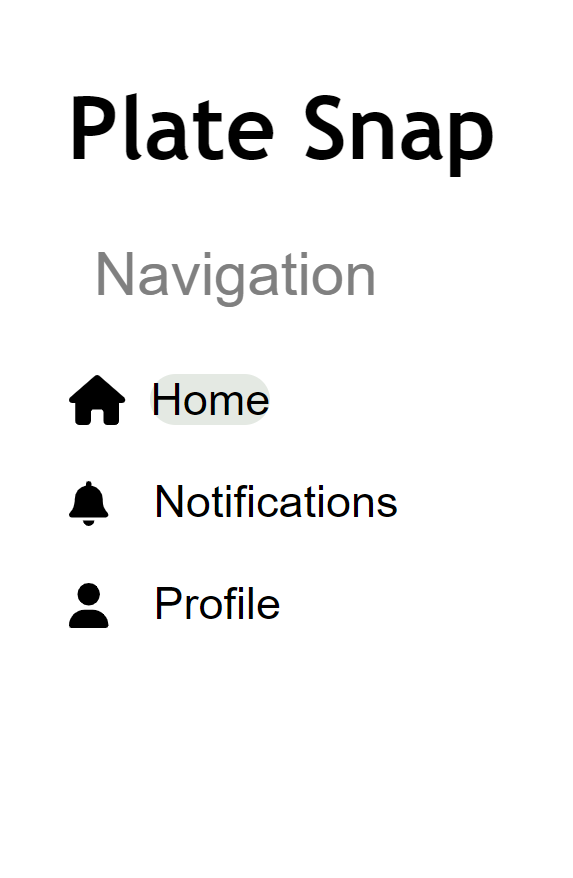 Plate Snap
Navigation
Home
Notifications
Profile